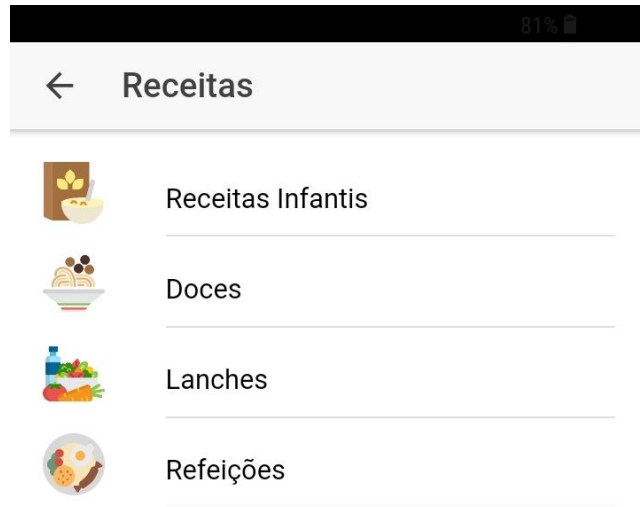 81%
Receitas
Receitas Infantis
Doces
Lanches
Refeições